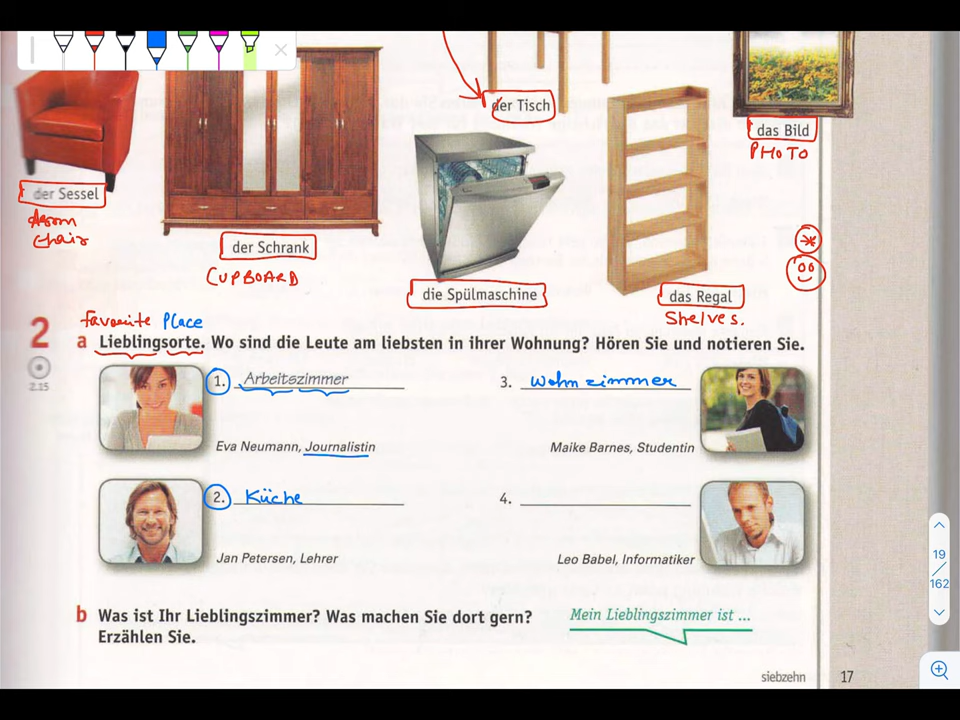 der Tisch
das Bild
PHOTO
der Sessel
chair
der Schrank
CUPBOARD
die Spülmaschine
das Regal
Shelves.
favourite Place
2 a Lieblingsorte. Wo sind die Leute am liebsten in ihrer Wohnung? Hören Sie und notieren Sie.
2.15
1. Arbeitszimmer
3. Wohnzimmer
Eva Neumann, Journalistin
Maike Barnes, Studentin
2. Küche
4.
Jan Petersen, Lehrer
Leo Babel, Informatiker
b Was ist Ihr Lieblingszimmer? Was machen Sie dort gern?
Erzählen Sie.
Mein Lieblingszimmer ist ...
siebzehn 17
19
162